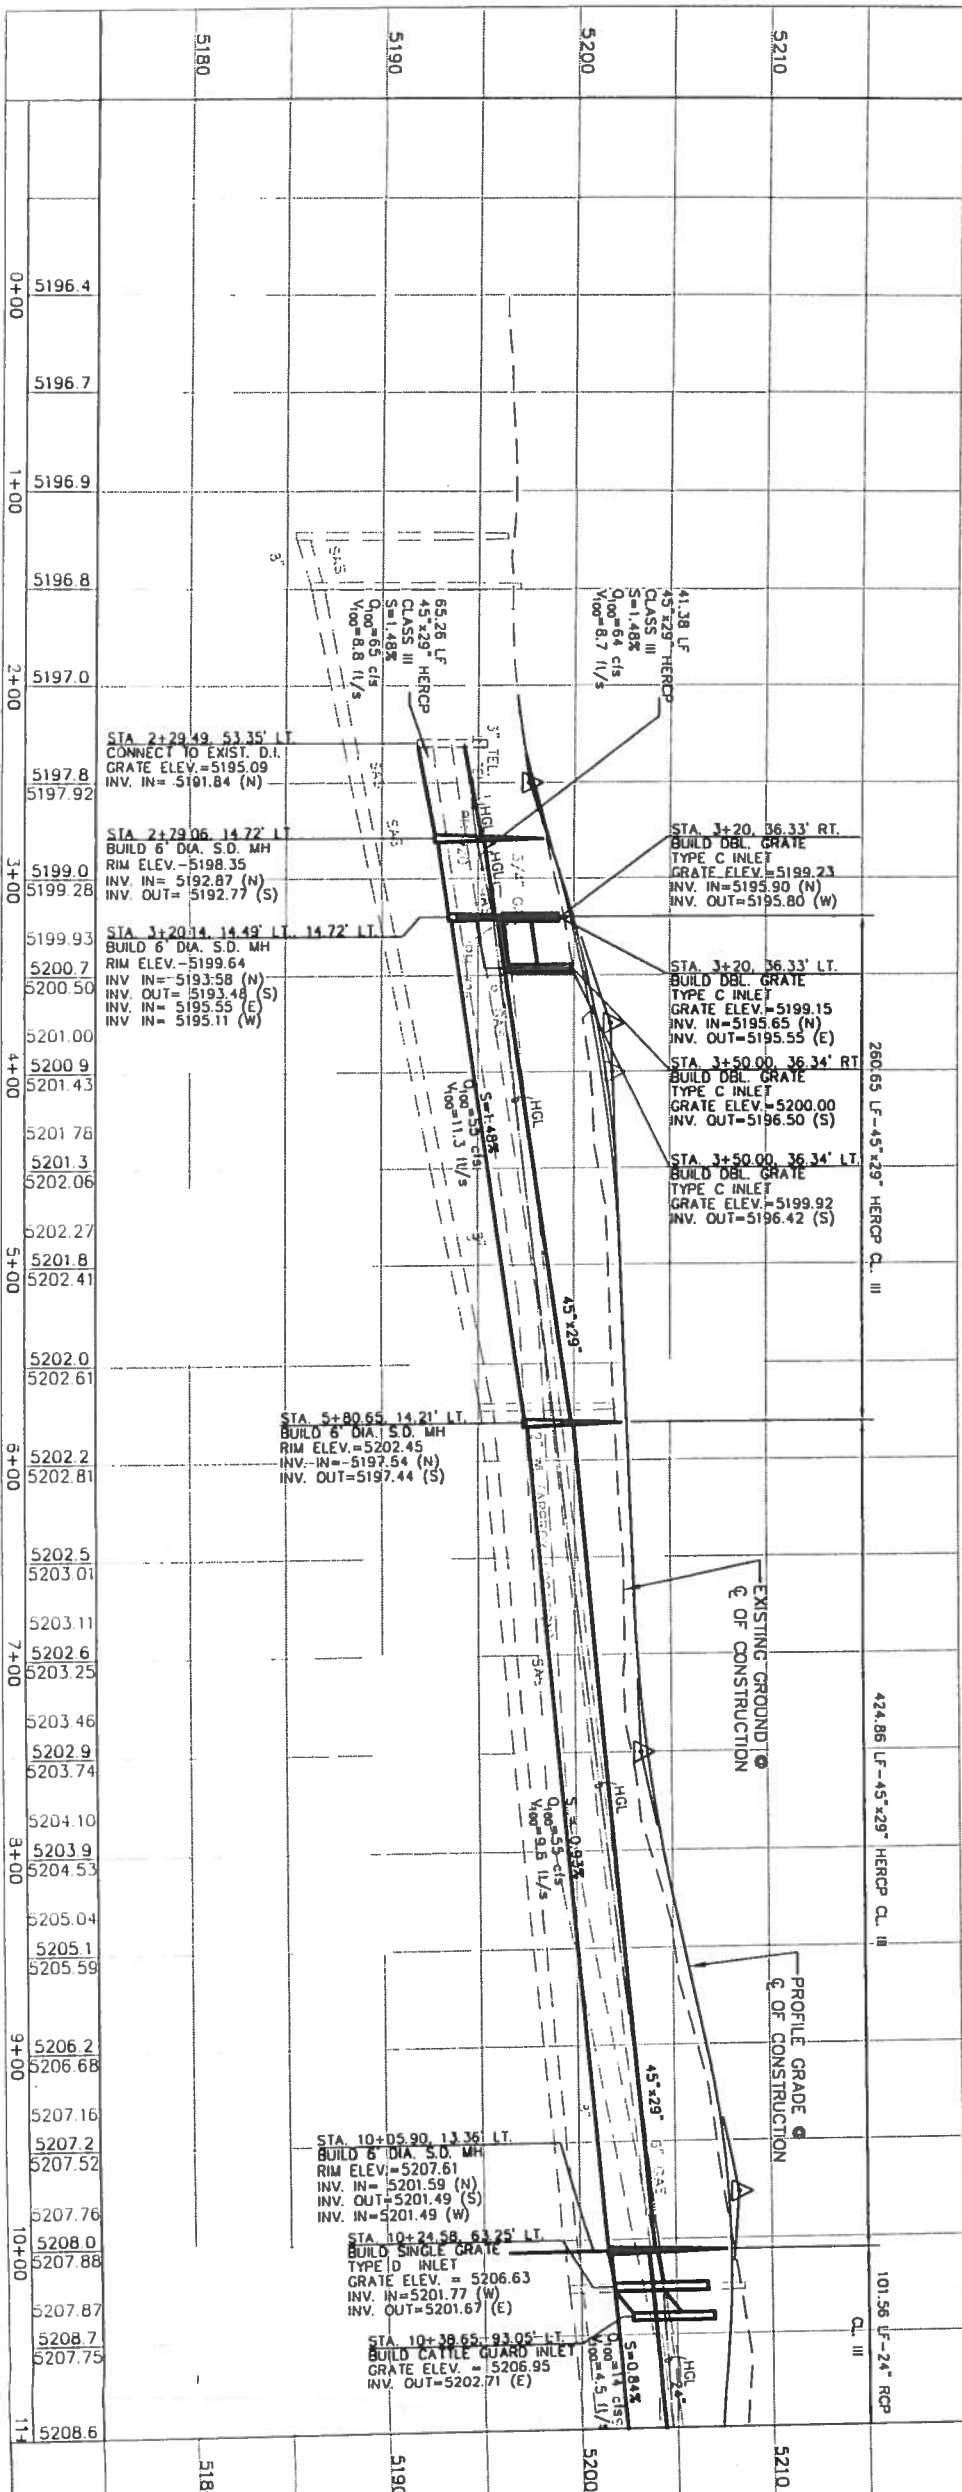 5180
5190
5200
5210
41.38 LF
45"x29" HERCP
CLASS III
S=1.48%
Q100=64 cfs
V100=8.7 ft/s
65.26 LF
45"x29" HERCP
CLASS III
S=1.48%
Q100=65 cfs
V100=8.8 ft/s
STA. 2+29.49, 53.35' LT.
CONNECT TO EXIST. D.I.
GRATE ELEV.=5195.09
INV. IN= 5191.84 (N)
STA. 2+79.06, 14.72' LT
BUILD 6' DIA. S.D. MH
RIM ELEV.-5198.35
INV. IN= 5192.87 (N)
INV. OUT= 5192.77 (S)
STA. 3+20.14, 14.49' LT., 14.72' LT.
BUILD 6' DIA. S.D. MH
RIM ELEV.-5199.64
INV IN= 5193.58 (N)
INV. OUT= 5193.48 (S)
INV. IN= 5195.55 (E)
INV IN= 5195.11 (W)
STA. 3+20, 36.33' RT.
BUILD DBL. GRATE
TYPE C INLET
GRATE ELEV.=5199.23
INV. IN=5195.90 (N)
INV. OUT=5195.80 (W)
STA. 3+20, 36.33' LT.
BUILD DBL. GRATE
TYPE C INLET
GRATE ELEV.=5199.15
INV. IN=5195.65 (N)
INV. OUT=5195.55 (E)
STA. 3+50.00, 36.34' RT
BUILD DBL. GRATE
TYPE C INLET
GRATE ELEV.=5200.00
INV. OUT=5196.50 (S)
STA. 3+50.00, 36.34' LT.
BUILD DBL. GRATE
TYPE C INLET
GRATE ELEV.=5199.92
INV. OUT=5196.42 (S)
260.65 LF-45"x29" HERCP CL. III
424.86 LF-45"x29" HERCP CL. III
101.56 LF-24" RCP
CL. III
SAS
8"
3" TEL.
HGL
HGL
SAS
SAS
S=1.48%
Q100=55 cfs
V100=11.3 ft/s
HGL
45"x29"
STA. 5+80.65, 14.21' LT.
BUILD 6' DIA. S.D. MH
RIM ELEV.=5202.45
INV. IN=5197.54 (N)
INV. OUT=5197.44 (S)
EXISTING GROUND @
℄ OF CONSTRUCTION
SAS
HGL
S = 0.93%
Q100=55 cfs
V100=9.6 ft/s
PROFILE GRADE @
℄ OF CONSTRUCTION
45"x29"
STA. 10+05.90, 13.36' LT.
BUILD 6' DIA. S.D. MH
RIM ELEV.=5207.61
INV. IN= 5201.59 (N)
INV. OUT=5201.49 (S)
INV. IN=5201.49 (W)
STA. 10+24.58, 63.25' LT.
BUILD SINGLE GRATE
TYPE D INLET
GRATE ELEV. = 5206.63
INV. IN=5201.77 (W)
INV. OUT=5201.67 (E)
STA. 10+38.65, 93.05' LT.
BUILD CATTLE GUARD INLET
GRATE ELEV. = 5206.95
INV. OUT=5202.71 (E)
HGL
24"
S=0.84%
Q100=14 cfs
V100=4.5 ft/s
5196.4
5196.7
5196.9
5196.8
5197.0
5197.8
5197.92
5199.0
5199.28
5199.93
5200.7
5200.50
5201.00
5200.9
5201.43
5201.78
5201.3
5202.06
5202.27
5201.8
5202.41
5202.0
5202.61
5202.2
5202.81
5202.5
5203.01
5203.11
5202.6
5203.25
5203.46
5202.9
5203.74
5204.10
5203.9
5204.53
5205.04
5205.1
5205.59
5206.2
5206.68
5207.16
5207.2
5207.52
5207.76
5208.0
5207.88
5207.87
5208.7
5207.75
5208.6
0+00
1+00
2+00
3+00
4+00
5+00
6+00
7+00
8+00
9+00
10+00
11+
518
5190
5200
5210